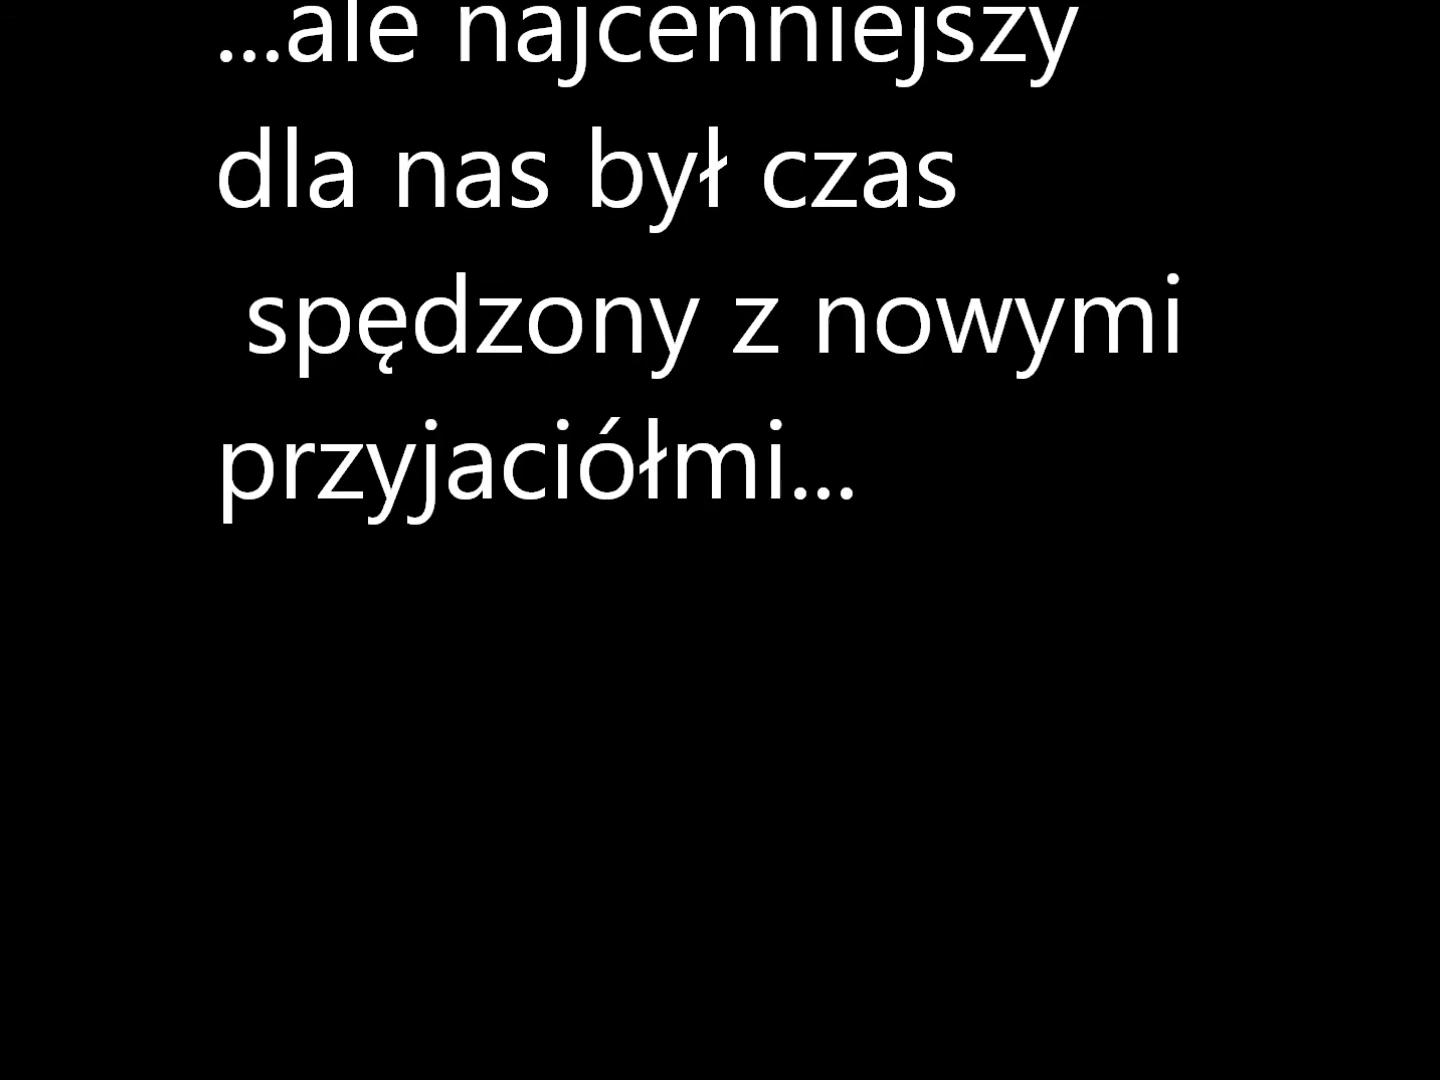 ...ale najcenniejszy
dla nas był czas
spędzony z nowymi
przyjaciółmi...